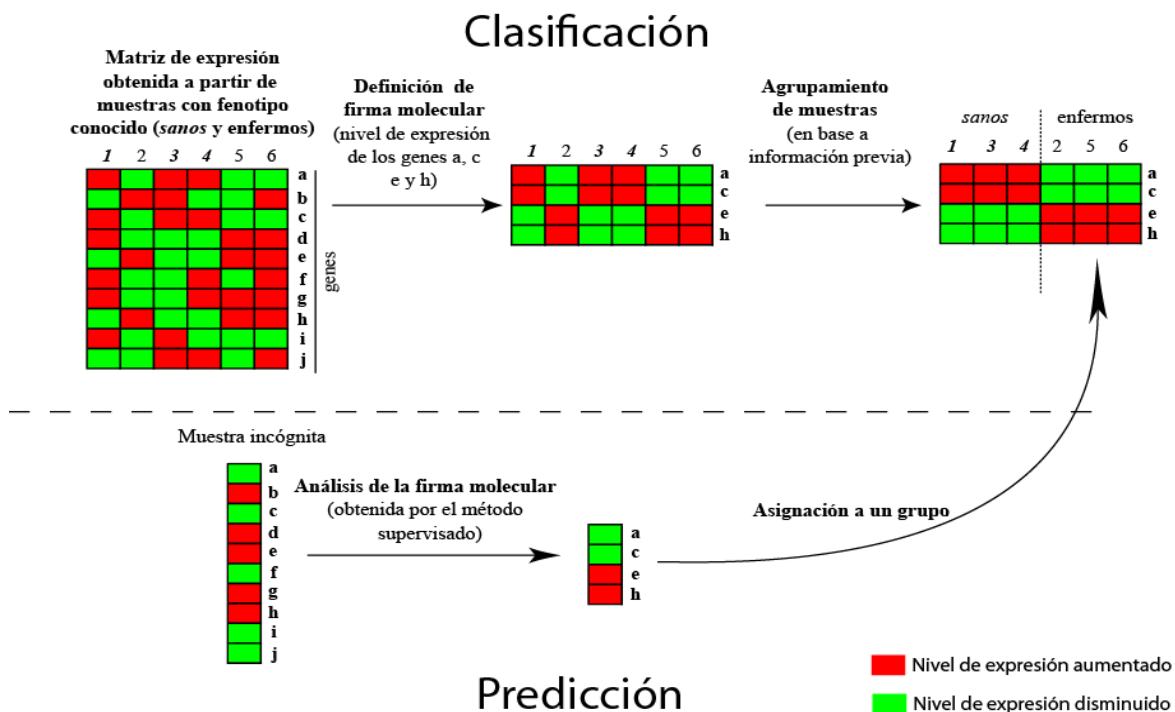 Clasificación
Matriz de expresión
obtenida a partir de
muestras con fenotipo
conocido (sanos y enfermos)
1 2 3 4 5 6
a
b
c
d
e
f
g
h
i
j
genes
Definición de
firma molecular
(nivel de expresión
de los genes a, c
e y h)
1 2 3 4 5 6
a
c
e
h
Agrupamiento
de muestras
(en base a
información previa)
sanos enfermos
1 3 4 2 5 6
a
c
e
h
Muestra incógnita
a
b
c
d
e
f
g
h
i
j
Análisis de la firma molecular
(obtenida por el método
supervisado)
a
c
e
h
Asignación a un grupo
Predicción
Nivel de expresión aumentado
Nivel de expresión disminuido